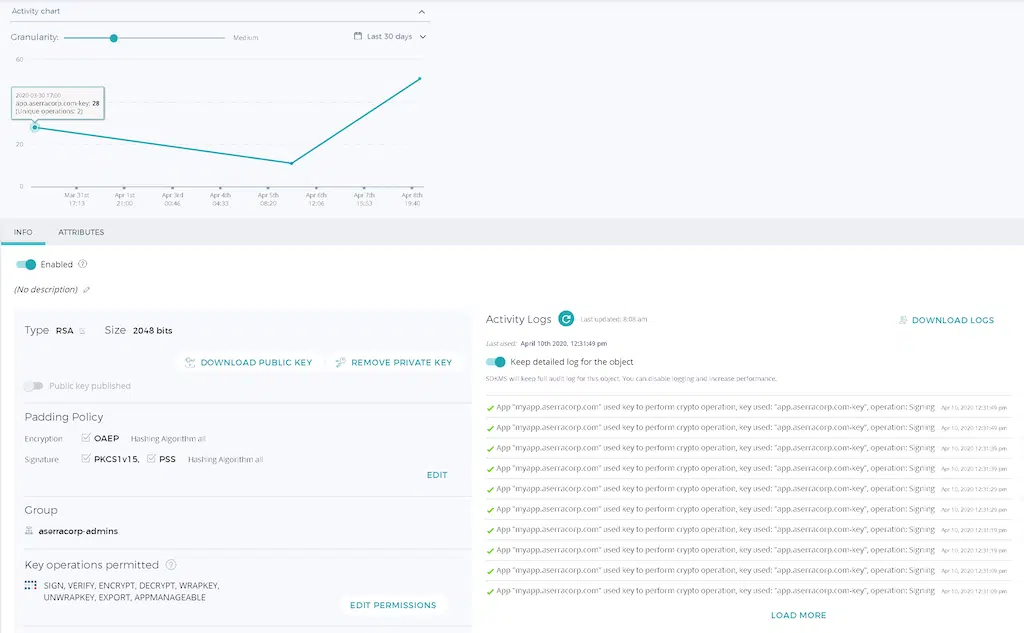 Activity chart
Granularity:
Medium
Last 30 days
60
2020-03-30 12:00
app.aserracorp.com-key: 28
(Unique operations: 2)
20
0
Mar 31st Apr 1st Apr 3rd Apr 4th Apr 5th Apr 6th Apr 7th Apr 8th
17:13 21:00 00:46 04:33 08:20 12:06 15:53 19:40
INFO
ATTRIBUTES
Enabled
(No description)
Type RSA Size 2048 bits
DOWNLOAD PUBLIC KEY
REMOVE PRIVATE KEY
Public key published
Padding Policy
Encryption OAEP Hashing Algorithm all
Signature PKCS1v15, PSS Hashing Algorithm all
EDIT
Group
aserracorp-admins
Key operations permitted
SIGN, VERIFY, ENCRYPT, DECRYPT, WRAPKEY,
UNWRAPKEY, EXPORT, APPMANAGEABLE
EDIT PERMISSIONS
Activity Logs
Last updated: 8:08 am
DOWNLOAD LOGS
Last used: April 10th 2020, 12:31:49 pm
Keep detailed log for the object
SDKMS will keep full audit log for this object. You can disable logging and increase performance.
App "myapp.aserracorp.com" used key to perform crypto operation, key used: "app.aserracorp.com-key", operation: Signing Apr 10, 2020 12:31:49 pm
App "myapp.aserracorp.com" used key to perform crypto operation, key used: "app.aserracorp.com-key", operation: Signing Apr 10, 2020 12:31:49 pm
App "myapp.aserracorp.com" used key to perform crypto operation, key used: "app.aserracorp.com-key", operation: Signing Apr 10, 2020 12:31:39 pm
App "myapp.aserracorp.com" used key to perform crypto operation, key used: "app.aserracorp.com-key", operation: Signing Apr 10, 2020 12:31:39 pm
App "myapp.aserracorp.com" used key to perform crypto operation, key used: "app.aserracorp.com-key", operation: Signing Apr 10, 2020 12:31:29 pm
App "myapp.aserracorp.com" used key to perform crypto operation, key used: "app.aserracorp.com-key", operation: Signing Apr 10, 2020 12:31:29 pm
App "myapp.aserracorp.com" used key to perform crypto operation, key used: "app.aserracorp.com-key", operation: Signing Apr 10, 2020 12:31:19 pm
App "myapp.aserracorp.com" used key to perform crypto operation, key used: "app.aserracorp.com-key", operation: Signing Apr 10, 2020 12:31:19 pm
App "myapp.aserracorp.com" used key to perform crypto operation, key used: "app.aserracorp.com-key", operation: Signing Apr 10, 2020 12:31:09 pm
App "myapp.aserracorp.com" used key to perform crypto operation, key used: "app.aserracorp.com-key", operation: Signing Apr 10, 2020 12:31:09 pm
LOAD MORE